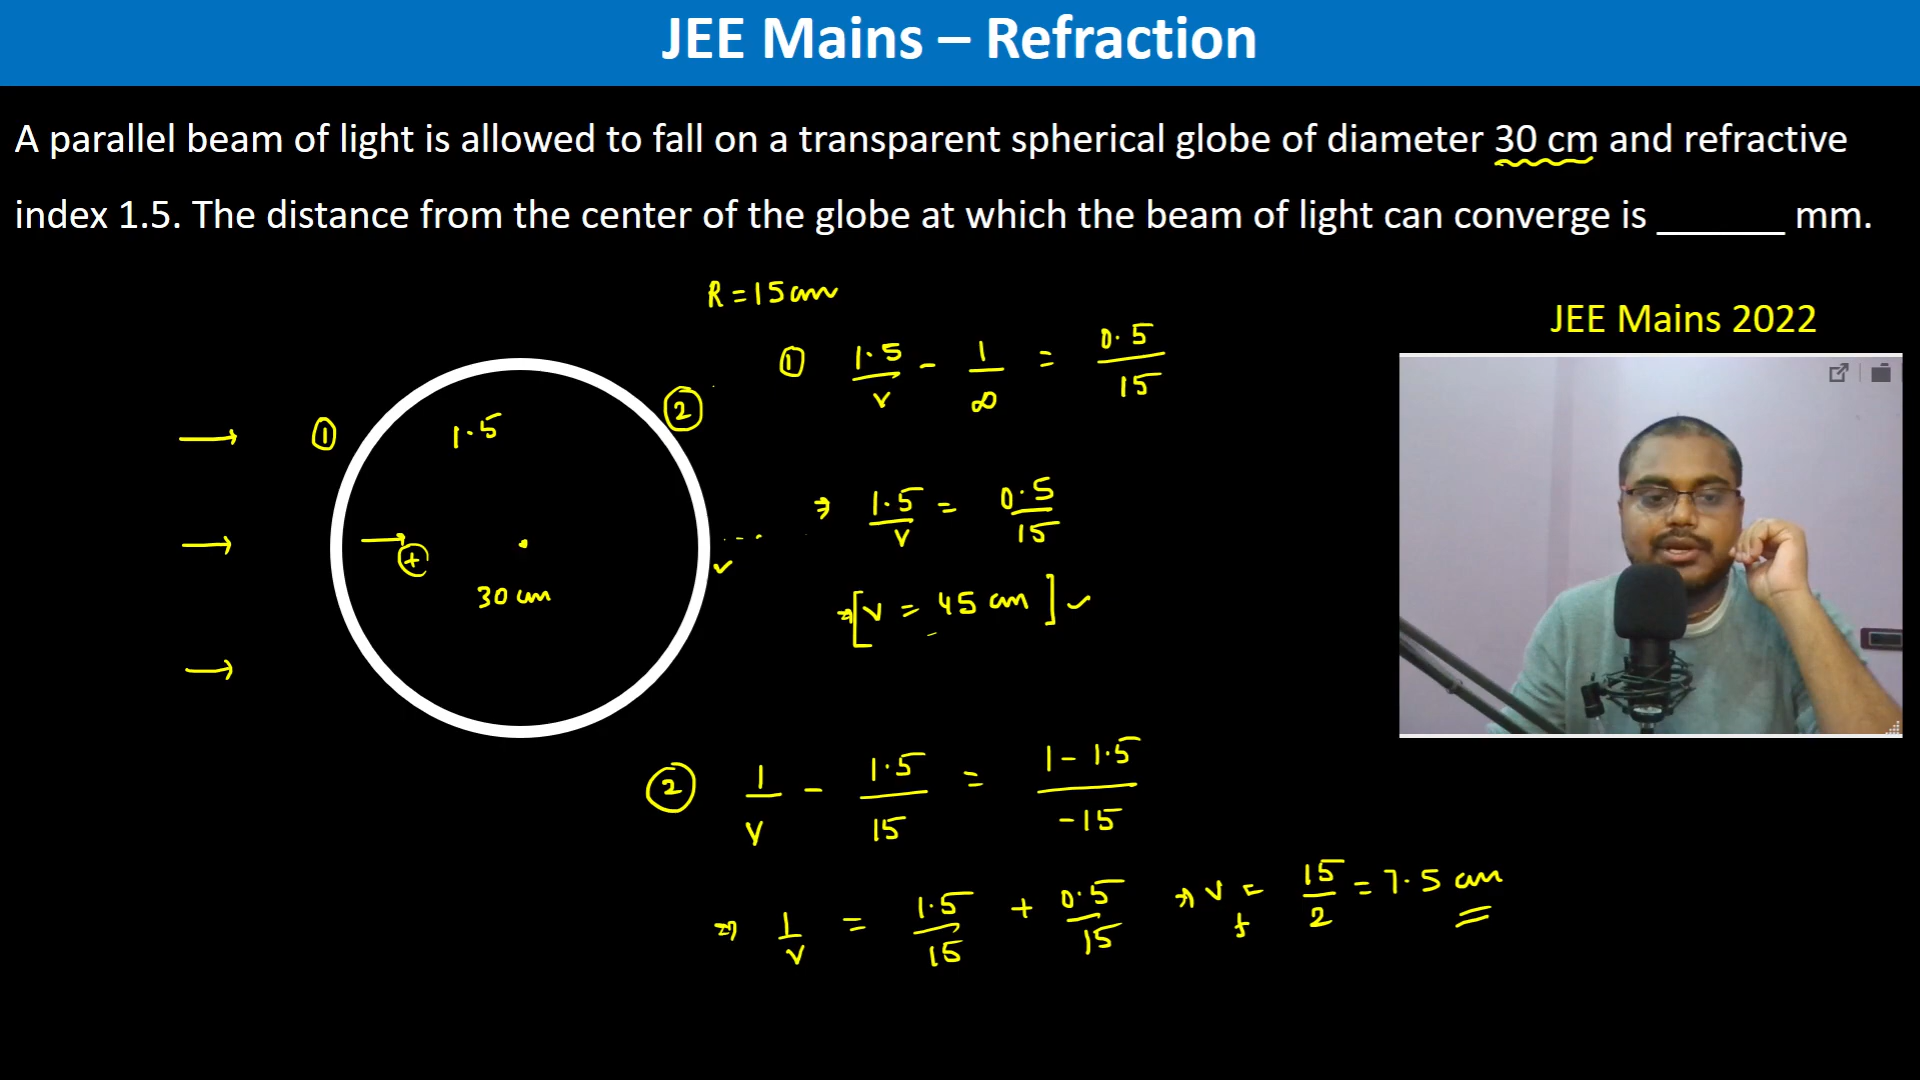 JEE Mains – Refraction
A parallel beam of light is allowed to fall on a transparent spherical globe of diameter 30 cm and refractive
index 1.5. The distance from the center of the globe at which the beam of light can converge is _______ mm.
JEE Mains 2022
R = 15 cm
① 1.5/v - 1/∞ = 0.5/15
① 1.5 ②
⇒ 1.5/v = 0.5/15
+
30 cm
⇒ [v = 45 cm] ✓
② 1/v - 1.5/15 = 1 - 1.5/-15
⇒ 1/v = 1.5/15 + 0.5/15 ⇒ v = 15/2 = 7.5 cm
f